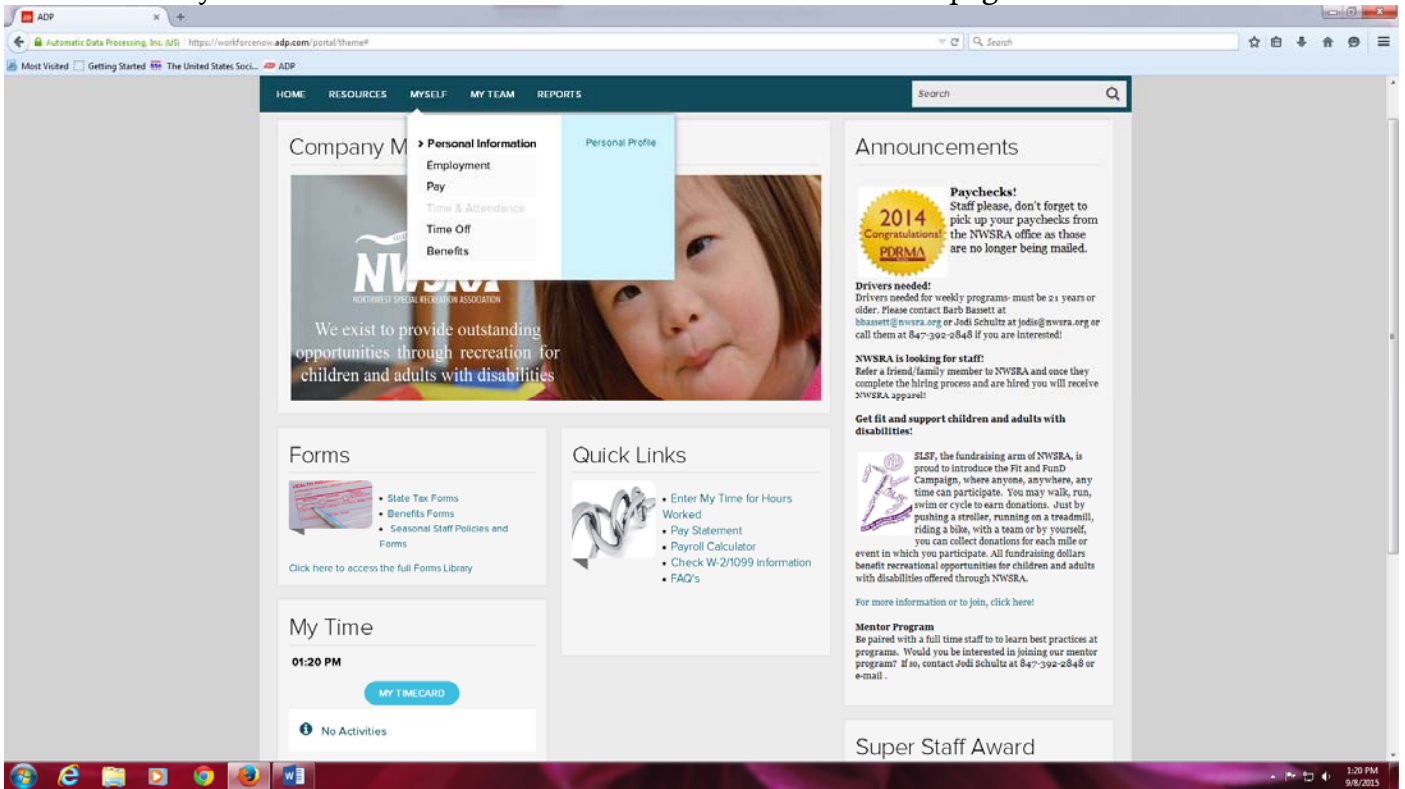 ADP
Automatic Data Processing, Inc. (US) https://workforcenow.adp.com/portal/theme#
Search
Most Visited Getting Started The United States Soci... ADP
HOME RESOURCES MYSELF MY TEAM REPORTS
Search
Company M
Personal Information
Personal Profile
Employment
Pay
Time & Attendance
Time Off
Benefits
NWSRA
NORTHWEST SPECIAL RECREATION ASSOCIATION
We exist to provide outstanding
opportunities through recreation for
children and adults with disabilities
Forms
• State Tax Forms
• Benefits Forms
• Seasonal Staff Policies and
Forms
Click here to access the full Forms Library
Quick Links
• Enter My Time for Hours
Worked
• Pay Statement
• Payroll Calculator
• Check W-2/1099 information
• FAQ's
My Time
01:20 PM
MY TIMECARD
No Activities
Announcements
2014
Congratulations!
PDRMA
Paychecks!
Staff please, don't forget to
pick up your paychecks from
the NWSRA office as those
are no longer being mailed.
Drivers needed!
Drivers needed for weekly programs- must be 21 years or
older. Please contact Barb Bassett at
bbassett@nwsra.org or Jodi Schultz at jodis@nwsra.org or
call them at 847-392-2848 if you are interested!
NWSRA is looking for staff!
Refer a friend/family member to NWSRA and once they
complete the hiring process and are hired you will receive
NWSRA apparel!
Get fit and support children and adults with
disabilities!
SLSF, the fundraising arm of NWSRA, is
proud to introduce the Fit and FunD
Campaign, where anyone, anywhere, any
time can participate. You may walk, run,
swim or cycle to earn donations. Just by
pushing a stroller, running on a treadmill,
riding a bike, with a team or by yourself,
you can collect donations for each mile or
event in which you participate. All fundraising dollars
benefit recreational opportunities for children and adults
with disabilities offered through NWSRA.
For more information or to join, click here!
Mentor Program
Be paired with a full time staff to to learn best practices at
programs. Would you be interested in joining our mentor
program? If so, contact Jodi Schultz at 847-392-2848 or
e-mail .
Super Staff Award
1:20 PM
9/8/2015